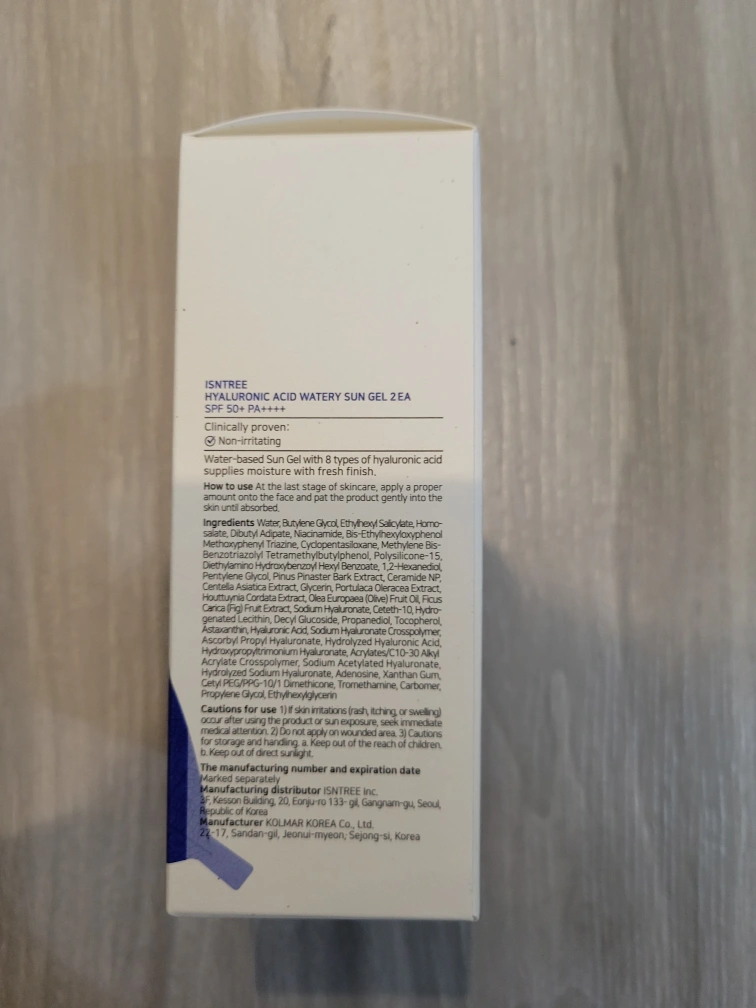 ISNTREE
HYALURONIC ACID WATERY SUN GEL 2EA
SPF 50+ PA++++
Clinically proven:
Non-irritating
Water-based Sun Gel with 8 types of hyaluronic acid
supplies moisture with fresh finish.
How to use At the last stage of skincare, apply a proper
amount onto the face and pat the product gently into the
skin until absorbed.
Ingredients Water, Butylene Glycol, Ethylhexyl Salicylate, Homo-
salate, Dibutyl Adipate, Niacinamide, Bis-Ethylhexyloxyphenol
Methoxyphenyl Triazine, Cyclopentasiloxane, Methylene Bis-
Benzotriazolyl Tetramethylbutylphenol, Polysilicone-15,
Diethylamino Hydroxybenzoyl Hexyl Benzoate, 1,2-Hexanediol,
Pentylene Glycol, Pinus Pinaster Bark Extract, Ceramide NP,
Centella Asiatica Extract, Glycerin, Portulaca Oleracea Extract,
Houttuynia Cordata Extract, Olea Europaea (Olive) Fruit Oil, Ficus
Carica (Fig) Fruit Extract, Sodium Hyaluronate, Ceteth-10, Hydro-
genated Lecithin, Decyl Glucoside, Propanediol, Tocopherol,
Astaxanthin, Hyaluronic Acid, Sodium Hyaluronate Crosspolymer,
Ascorbyl Propyl Hyaluronate, Hydrolyzed Hyaluronic Acid,
Hydroxypropyltrimonium Hyaluronate, Acrylates/C10-30 Alkyl
Acrylate Crosspolymer, Sodium Acetylated Hyaluronate,
Hydrolyzed Sodium Hyaluronate, Adenosine, Xanthan Gum,
Cetyl PEG/PPG-10/1 Dimethicone, Tromethamine, Carbomer,
Propylene Glycol, Ethylhexylglycerin
Cautions for use 1) If skin irritations (rash, itching, or swelling)
occur after using the product or sun exposure, seek immediate
medical attention. 2) Do not apply on wounded area. 3) Cautions
for storage and handling. a. Keep out of the reach of children.
b. Keep out of direct sunlight.
The manufacturing number and expiration date
Marked separately
Manufacturing distributor ISNTREE Inc.
3F, Kesson Building, 20, Eonju-ro 133- gil, Gangnam-gu, Seoul,
Republic of Korea
Manufacturer KOLMAR KOREA Co., Ltd.
22-17, Sandan-gil, Jeonui-myeon, Sejong-si, Korea